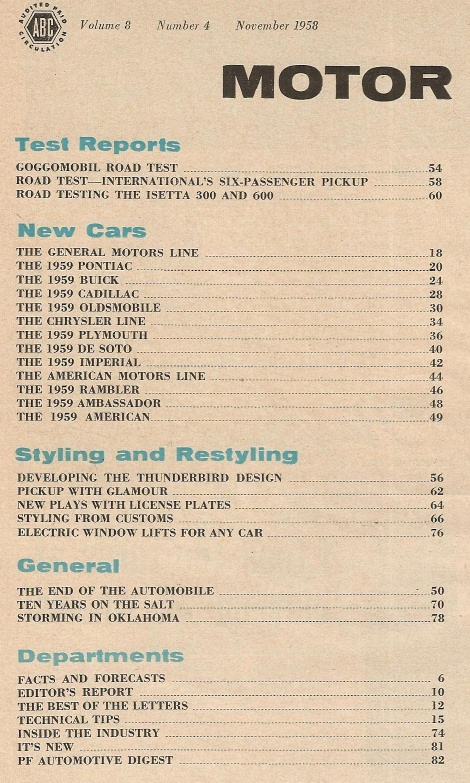 AUDITED PAID
ABC
CIRCULATION
Volume 8 Number 4 November 1958
MOTOR
Test Reports
GOGGOMOBIL ROAD TEST 54
ROAD TEST—INTERNATIONAL'S SIX-PASSENGER PICKUP 58
ROAD TESTING THE ISETTA 300 AND 600 60
New Cars
THE GENERAL MOTORS LINE 18
THE 1959 PONTIAC 20
THE 1959 BUICK 24
THE 1959 CADILLAC 28
THE 1959 OLDSMOBILE 30
THE CHRYSLER LINE 34
THE 1959 PLYMOUTH 36
THE 1959 DE SOTO 40
THE 1959 IMPERIAL 42
THE AMERICAN MOTORS LINE 44
THE 1959 RAMBLER 46
THE 1959 AMBASSADOR 48
THE 1959 AMERICAN 49
Styling and Restyling
DEVELOPING THE THUNDERBIRD DESIGN 56
PICKUP WITH GLAMOUR 62
NEW PLAYS WITH LICENSE PLATES 64
STYLING FROM CUSTOMS 66
ELECTRIC WINDOW LIFTS FOR ANY CAR 76
General
THE END OF THE AUTOMOBILE 50
TEN YEARS ON THE SALT 70
STORMING IN OKLAHOMA 78
Departments
FACTS AND FORECASTS 6
EDITOR'S REPORT 10
THE BEST OF THE LETTERS 12
TECHNICAL TIPS 15
INSIDE THE INDUSTRY 74
IT'S NEW 81
PF AUTOMOTIVE DIGEST 82